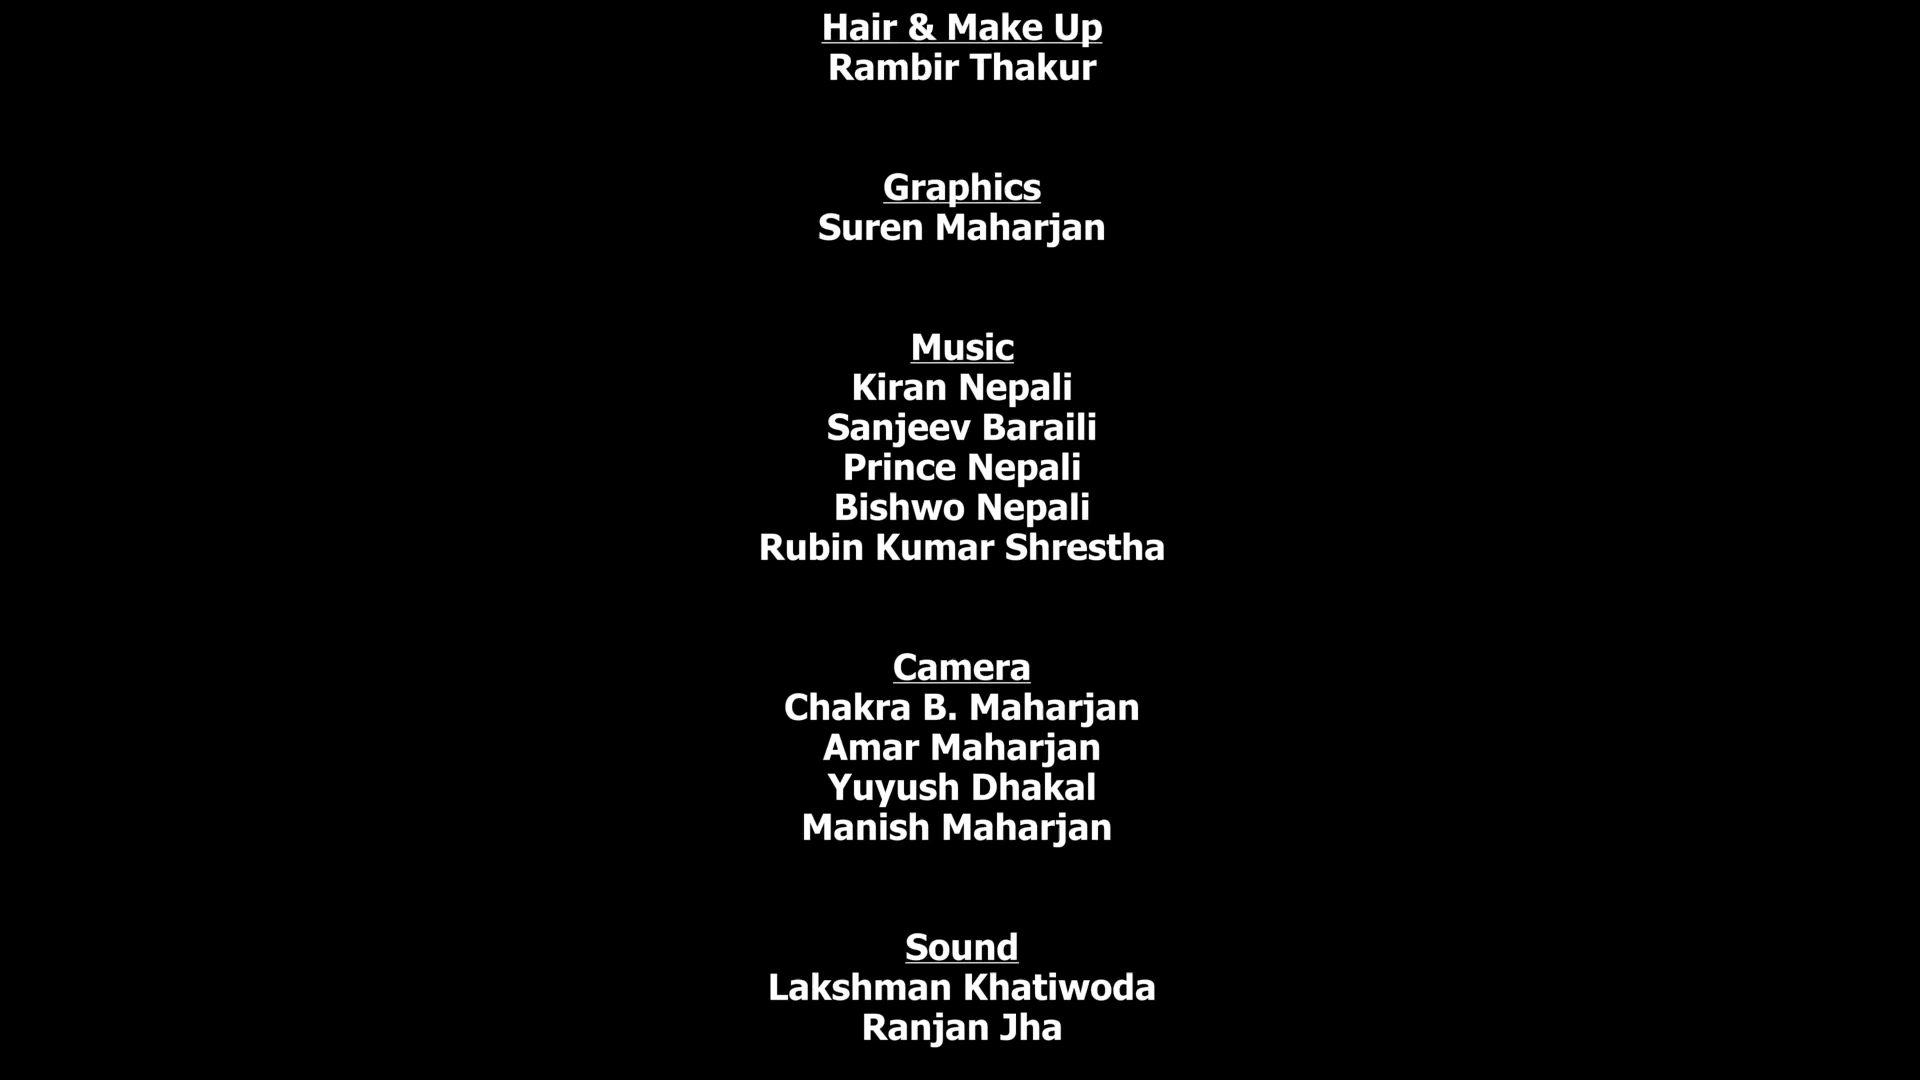 Hair & Make Up
Rambir Thakur
Graphics
Suren Maharjan
Music
Kiran Nepali
Sanjeev Baraili
Prince Nepali
Bishwo Nepali
Rubin Kumar Shrestha
Camera
Chakra B. Maharjan
Amar Maharjan
Yuyush Dhakal
Manish Maharjan
Sound
Lakshman Khatiwoda
Ranjan Jha